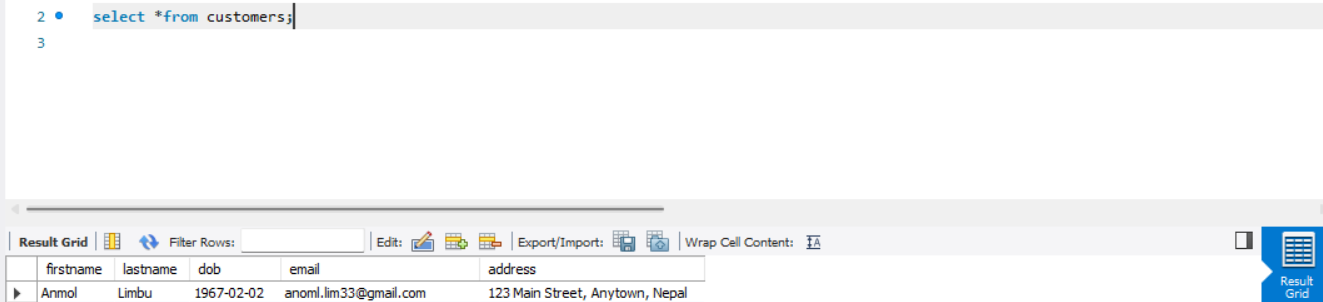 2 select *from customers;
3
Result Grid Filter Rows: Edit: Export/Import: Wrap Cell Content: IA
Result Grid
firstname lastname dob email address
Anmol Limbu 1967-02-02 anoml.lim33@gmail.com 123 Main Street, Anytown, Nepal